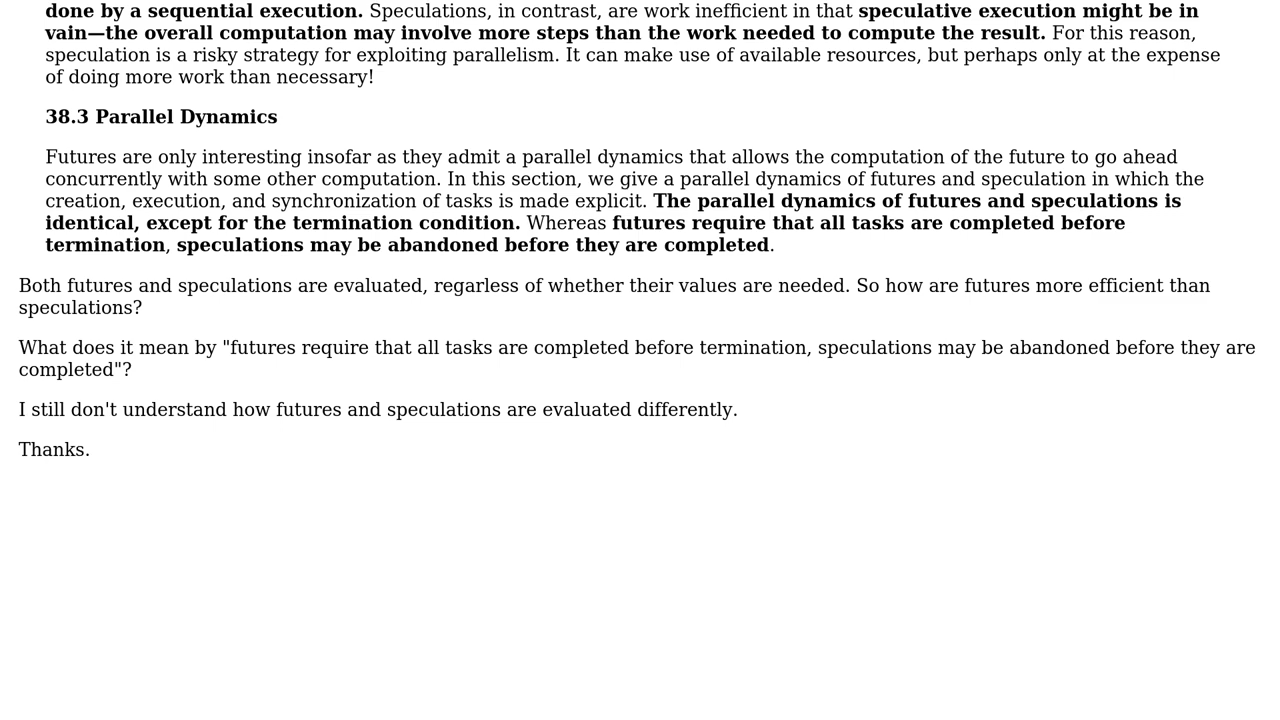 done by a sequential execution. Speculations, in contrast, are work inefficient in that speculative execution might be in
vain—the overall computation may involve more steps than the work needed to compute the result. For this reason,
speculation is a risky strategy for exploiting parallelism. It can make use of available resources, but perhaps only at the expense
of doing more work than necessary!
38.3 Parallel Dynamics
Futures are only interesting insofar as they admit a parallel dynamics that allows the computation of the future to go ahead
concurrently with some other computation. In this section, we give a parallel dynamics of futures and speculation in which the
creation, execution, and synchronization of tasks is made explicit. The parallel dynamics of futures and speculations is
identical, except for the termination condition. Whereas futures require that all tasks are completed before
termination, speculations may be abandoned before they are completed.
Both futures and speculations are evaluated, regarless of whether their values are needed. So how are futures more efficient than
speculations?
What does it mean by "futures require that all tasks are completed before termination, speculations may be abandoned before they are
completed"?
I still don't understand how futures and speculations are evaluated differently.
Thanks.